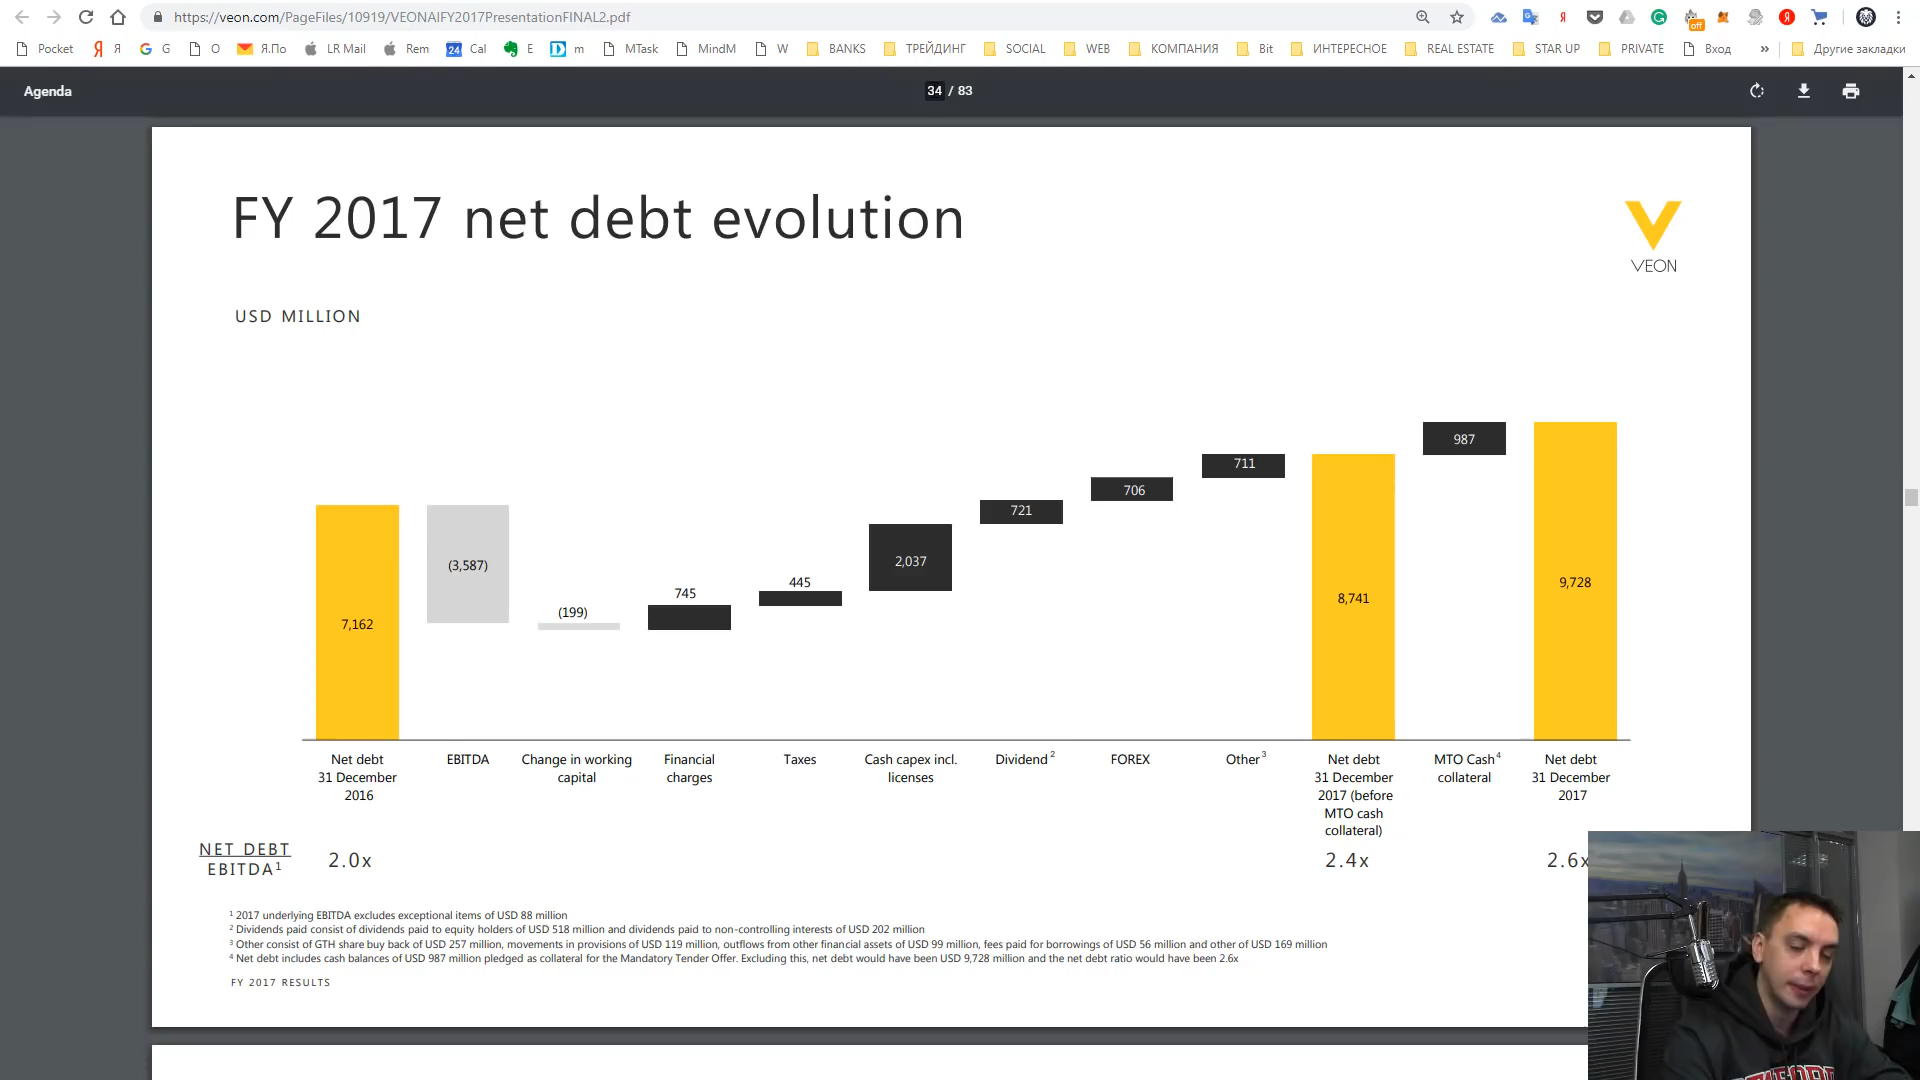 https://veon.com/PageFiles/10919/VEONAIFY2017PresentationFINAL2.pdf
Pocket Я G O Я.По LR Mail Rem 24 Cal E m MTask MindM W BANKS ТРЕЙДИНГ SOCIAL WEB КОМПАНИЯ Bit ИНТЕРЕСНОЕ REAL ESTATE STAR UP PRIVATE Вход » Другие закладки
Agenda 34 / 83
FY 2017 net debt evolution
VEON
USD MILLION
7,162
(3,587)
(199)
745
445
2,037
721
706
711
8,741
987
9,728
Net debt 31 December 2016
EBITDA
Change in working capital
Financial charges
Taxes
Cash capex incl. licenses
Dividend 2
FOREX
Other 3
Net debt 31 December 2017 (before MTO cash collateral)
MTO Cash 4 collateral
Net debt 31 December 2017
NET DEBT
EBITDA 1
2.0x
2.4x
2.6x
1 2017 underlying EBITDA excludes exceptional items of USD 88 million
2 Dividends paid consist of dividends paid to equity holders of USD 518 million and dividends paid to non-controlling interests of USD 202 million
3 Other consist of GTH share buy back of USD 257 million, movements in provisions of USD 119 million, outflows from other financial assets of USD 99 million, fees paid for borrowings of USD 56 million and other of USD 169 million
4 Net debt includes cash balances of USD 987 million pledged as collateral for the Mandatory Tender Offer. Excluding this, net debt would have been USD 9,728 million and the net debt ratio would have been 2.6x
FY 2017 RESULTS